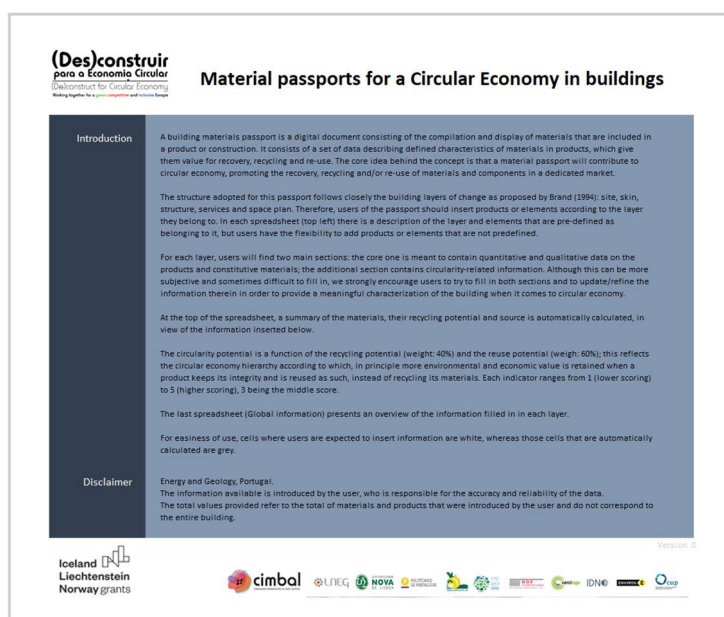 (Des)construir
para a Economia Circular
(De)construct for Circular Economy
Working together for a green competitive and inclusive Europe
Material passports for a Circular Economy in buildings
Introduction
A building materials passport is a digital document consisting of the compilation and display of materials that are included in
a product or construction. It consists of a set of data describing defined characteristics of materials in products, which give
them value for recovery, recycling and re-use. The core idea behind the concept is that a material passport will contribute to
circular economy, promoting the recovery, recycling and/or re-use of materials and components in a dedicated market.
The structure adopted for this passport follows closely the building layers of change as proposed by Brand (1994): site, skin,
structure, services and space plan. Therefore, users of the passport should insert products or elements according to the layer
they belong to. In each spreadsheet (top left) there is a description of the layer and elements that are pre-defined as
belonging to it, but users have the flexibility to add products or elements that are not predefined.
For each layer, users will find two main sections: the core one is meant to contain quantitative and qualitative data on the
products and constitutive materials; the additional section contains circularity-related information. Although this can be more
subjective and sometimes difficult to fill in, we strongly encourage users to try to fill in both sections and to update/refine the
information therein in order to provide a meaningful characterization of the building when it comes to circular economy.
At the top of the spreadsheet, a summary of the materials, their recycling potential and source is automatically calculated, in
view of the information inserted below.
The circularity potential is a function of the recycling potential (weight: 40%) and the reuse potential (weigh: 60%); this reflects
the circular economy hierarchy according to which, in principle more environmental and economic value is retained when a
product keeps its integrity and is reused as such, instead of recycling its materials. Each indicator ranges from 1 (lower scoring)
to 5 (higher scoring), 3 being the middle score.
The last spreadsheet (Global information) presents an overview of the information filled in in each layer.
For easiness of use, cells where users are expected to insert information are white, whereas those cells that are automatically
calculated are grey.
Disclaimer
Energy and Geology, Portugal.
The information available is introduced by the user, who is responsible for the accuracy and reliability of the data.
The total values provided refer to the total of materials and products that were introduced by the user and do not correspond to
the entire building.
Version.0
Iceland
Liechtenstein
Norway grants
cimbal
LNEG
NOVA
IDN
cscp